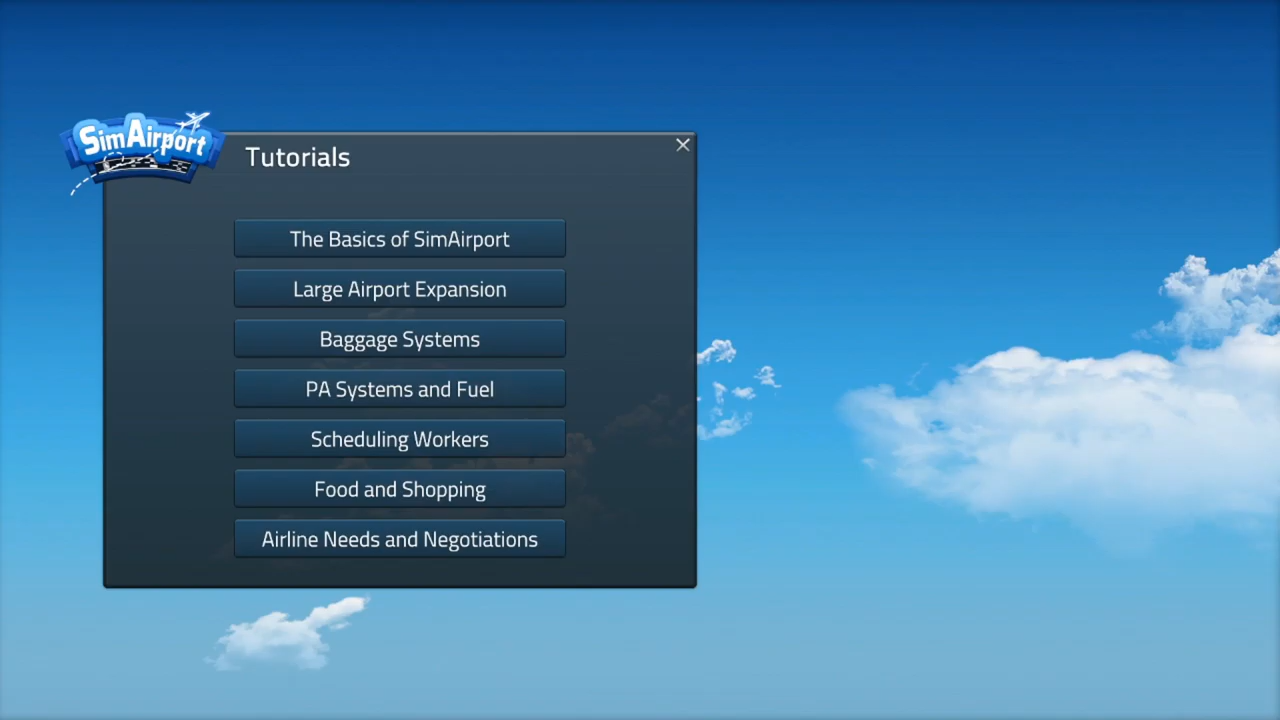 SimAirport
Tutorials
The Basics of SimAirport
Large Airport Expansion
Baggage Systems
PA Systems and Fuel
Scheduling Workers
Food and Shopping
Airline Needs and Negotiations